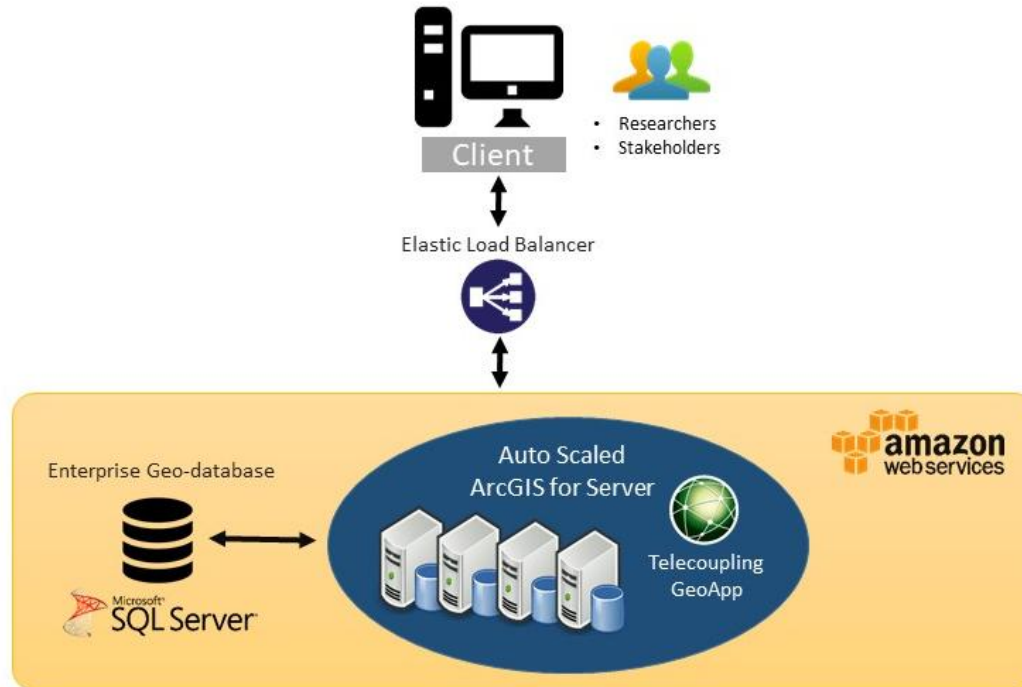 Client
• Researchers
• Stakeholders
Elastic Load Balancer
amazon
web services
Enterprise Geo-database
Microsoft®
SQL Server®
Auto Scaled
ArcGIS for Server
Telecoupling
GeoApp